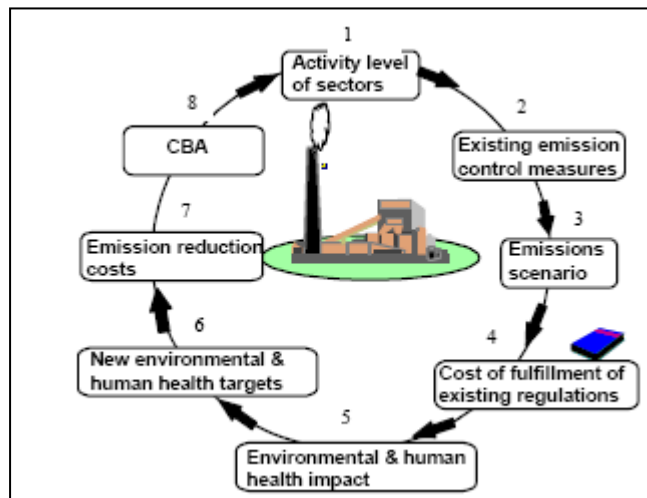 1
Activity level
of sectors
2
Existing emission
control measures
3
Emissions
scenario
4
Cost of fulfillment of
existing regulations
5
Environmental & human
health impact
6
New environmental &
human health targets
7
Emission reduction
costs
8
CBA